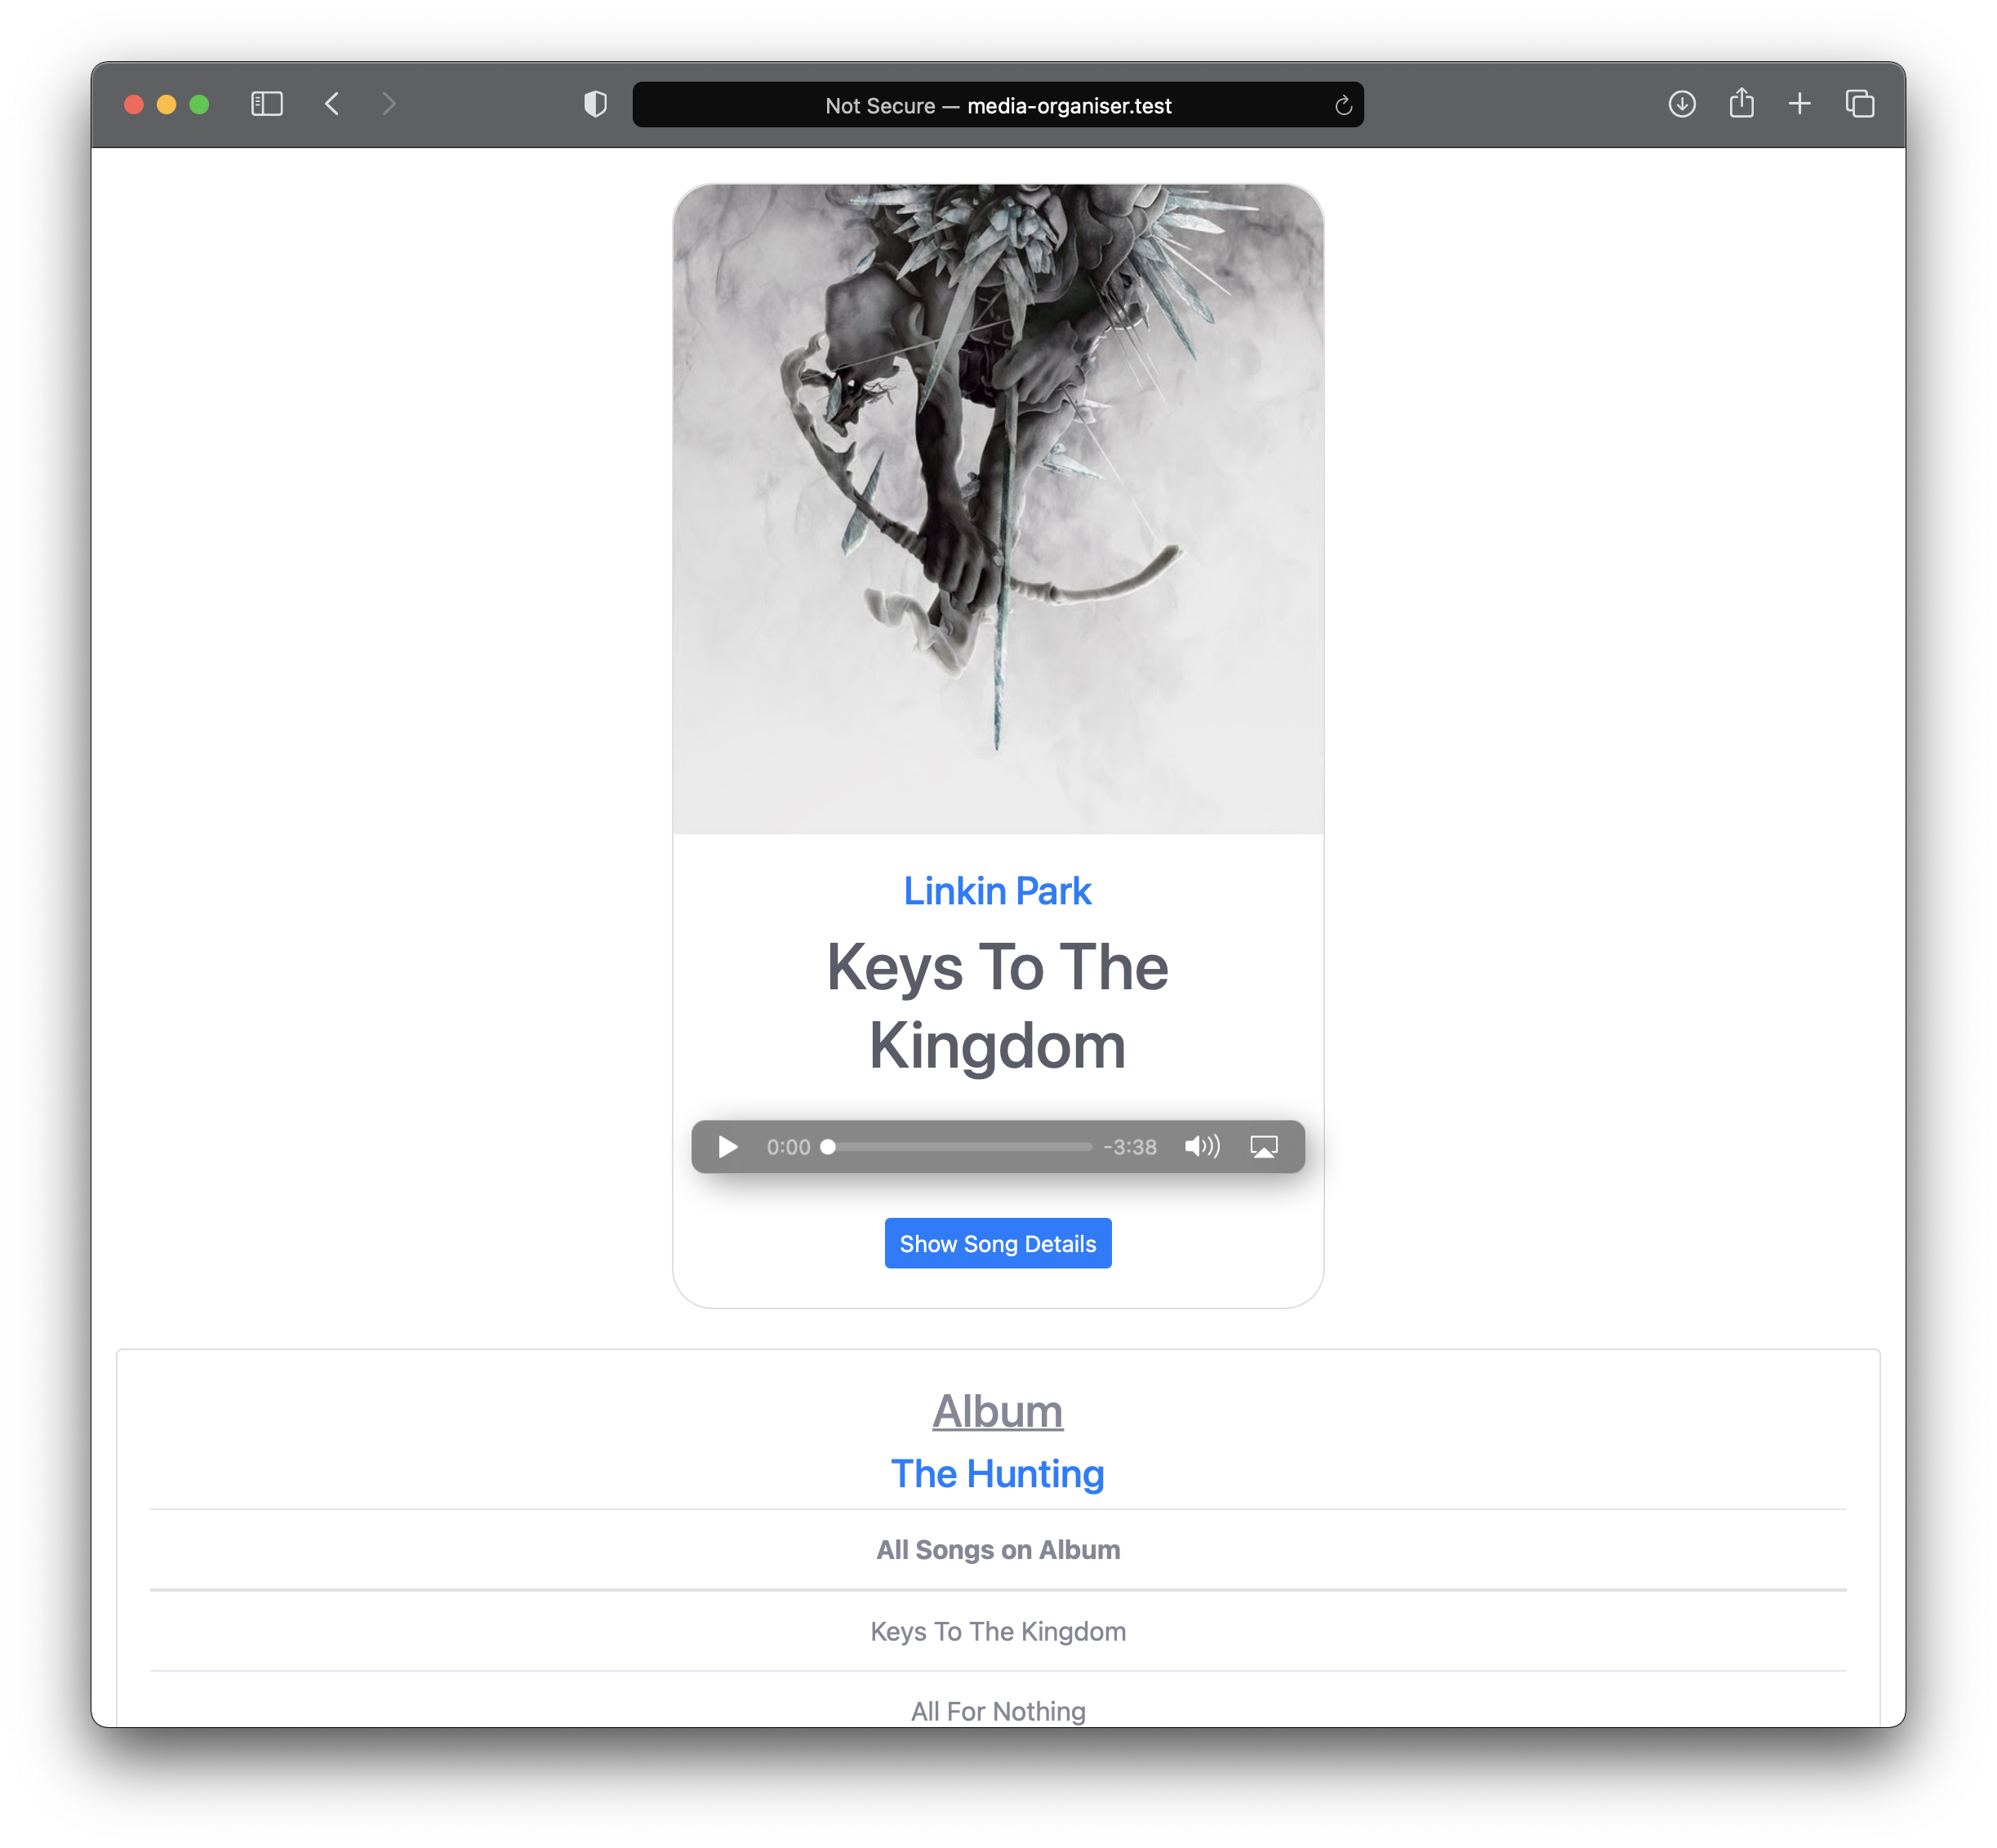 Not Secure — media-organiser.test
Linkin Park
Keys To The
Kingdom
0:00 -3:38
Show Song Details
Album
The Hunting
All Songs on Album
Keys To The Kingdom
All For Nothing